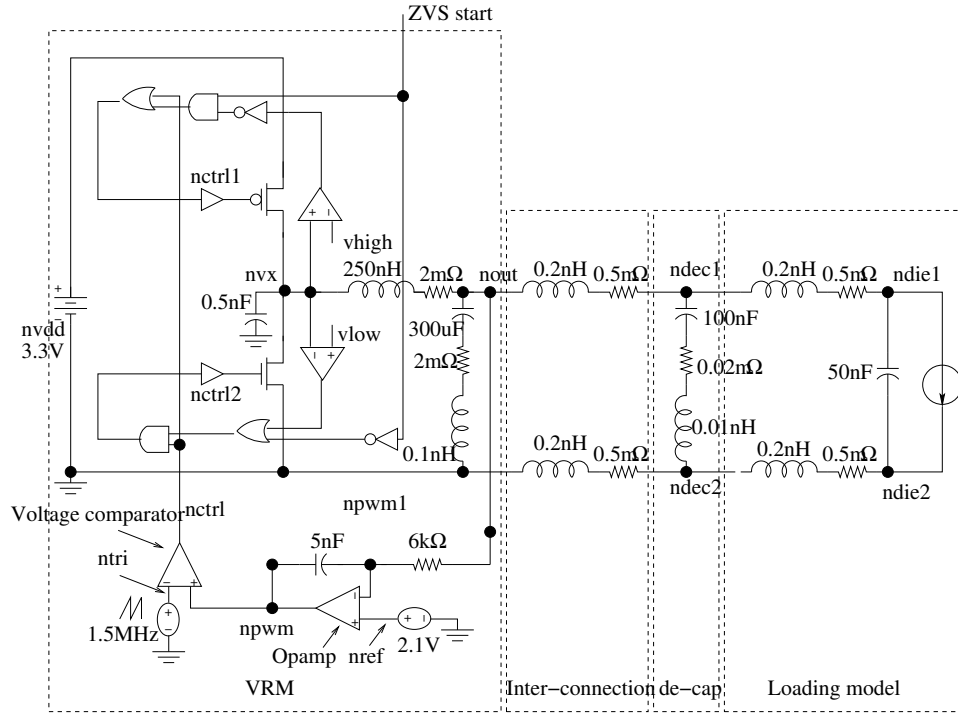 ZVS start
nctrl1
+ −
vhigh
nvx
250nH
2mΩ
nout
0.2nH
0.5mΩ
ndec1
0.2nH
0.5mΩ
ndie1
+
−
nvdd
3.3V
0.5nF
vlow
− +
300uF
2mΩ
100nF
0.02mΩ
50nF
nctrl2
0.1nH
0.01nH
0.2nH
0.5mΩ
0.2nH
0.5mΩ
ndec2
ndie2
npwm1
nctrl
Voltage comparator
5nF
6kΩ
ntri
− +
1.5MHz
+
−
−
+
+ −
npwm
Opamp
nref
2.1V
VRM
Inter−connection
de−cap
Loading model